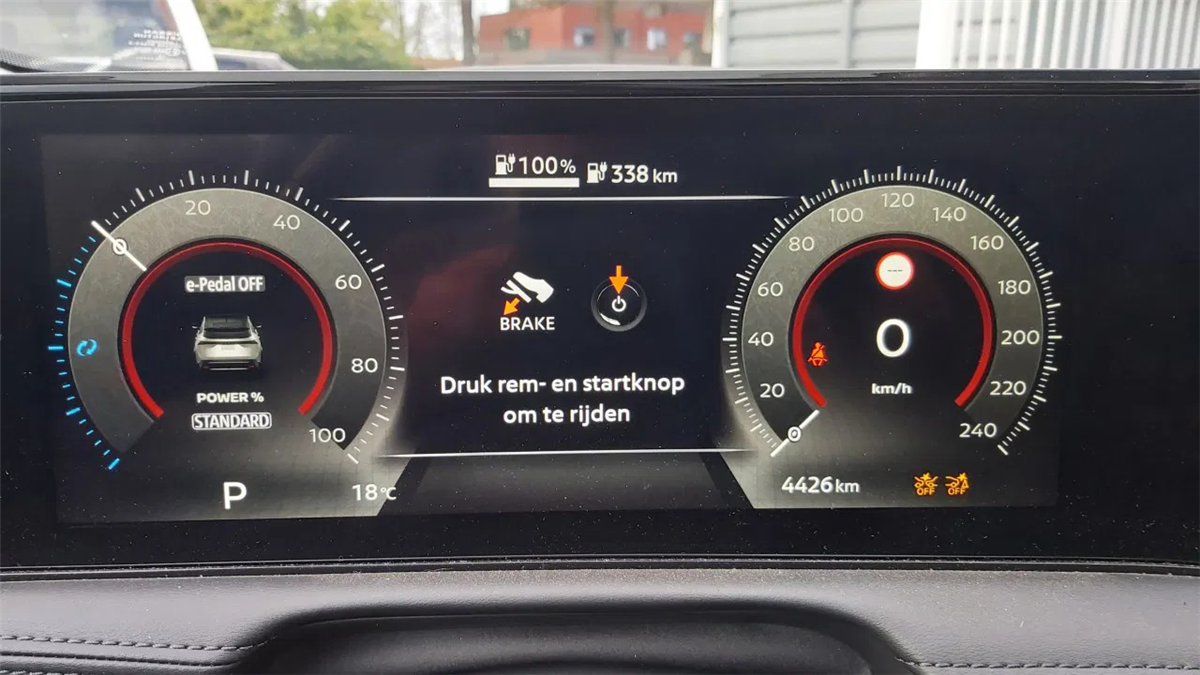 100%
338 km
20
40
60
80
100
0
e-Pedal OFF
POWER %
STANDARD
P
18°C
BRAKE
Druk rem- en startknop
om te rijden
0
20
40
60
80
100
120
140
160
180
200
220
240
---
0
km/h
4426 km
OFF
OFF